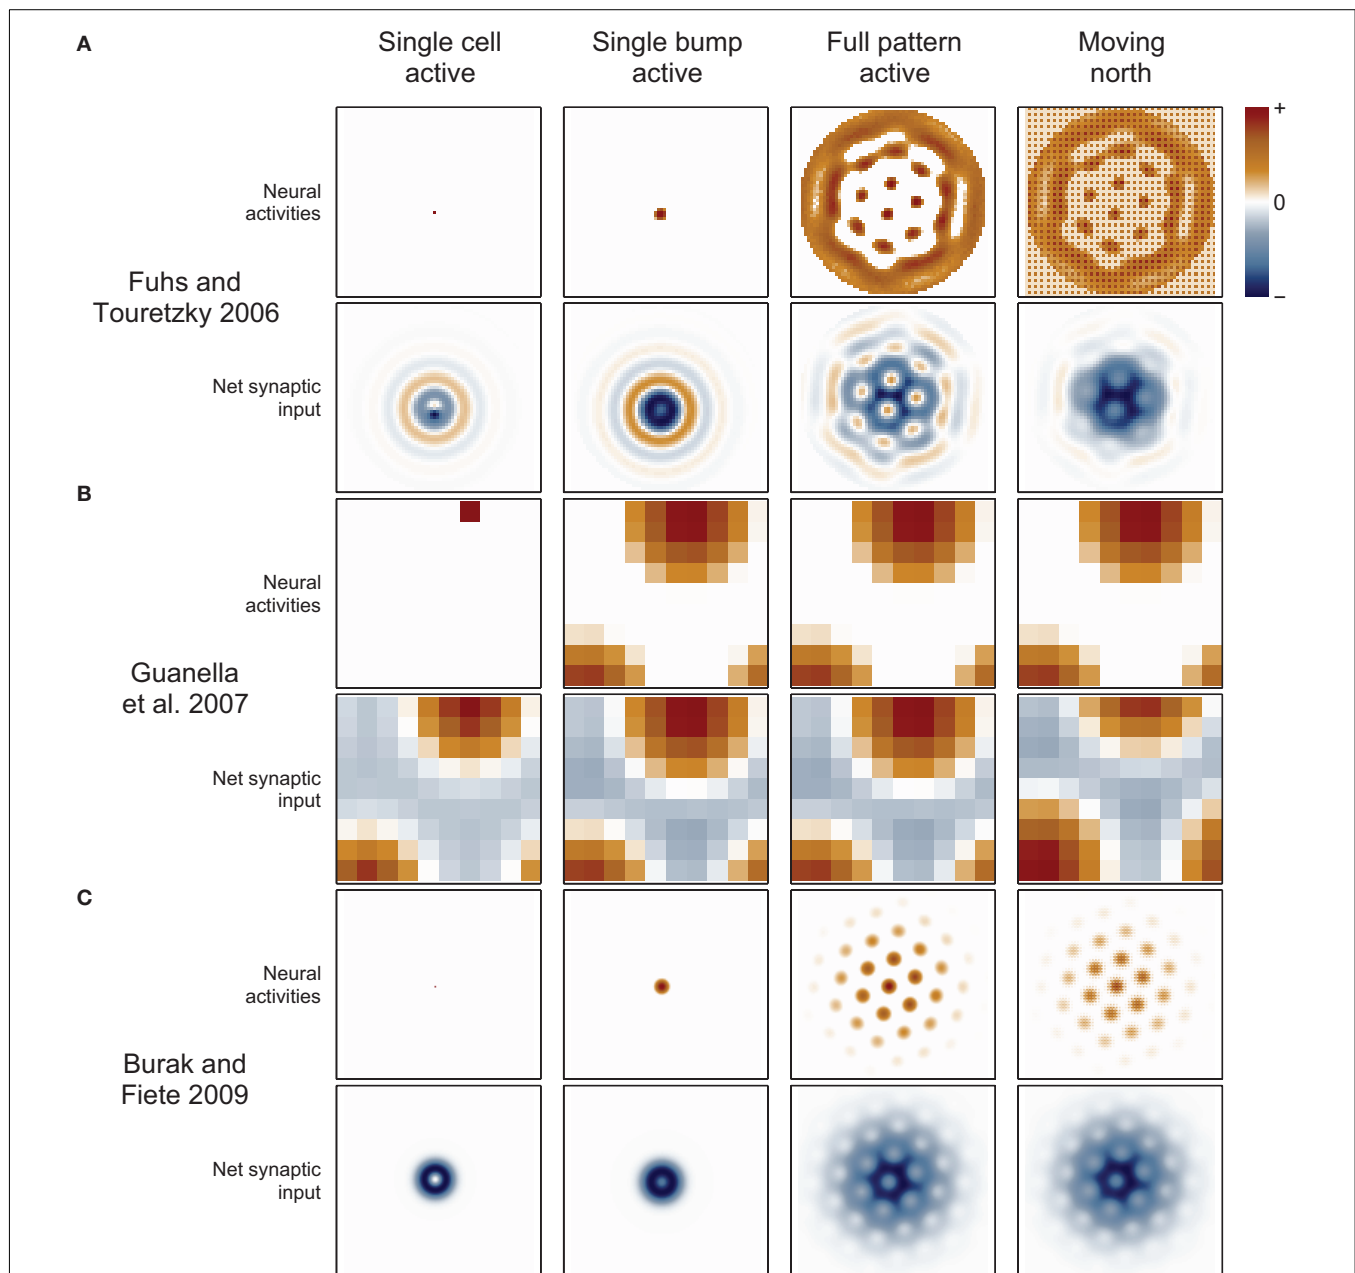 A
Single cell
active
Single bump
active
Full pattern
active
Moving
north
+
0
–
Neural
activities
Fuhs and
Touretzky 2006
Net synaptic
input
B
Neural
activities
Guanella
et al. 2007
Net synaptic
input
C
Neural
activities
Burak and
Fiete 2009
Net synaptic
input